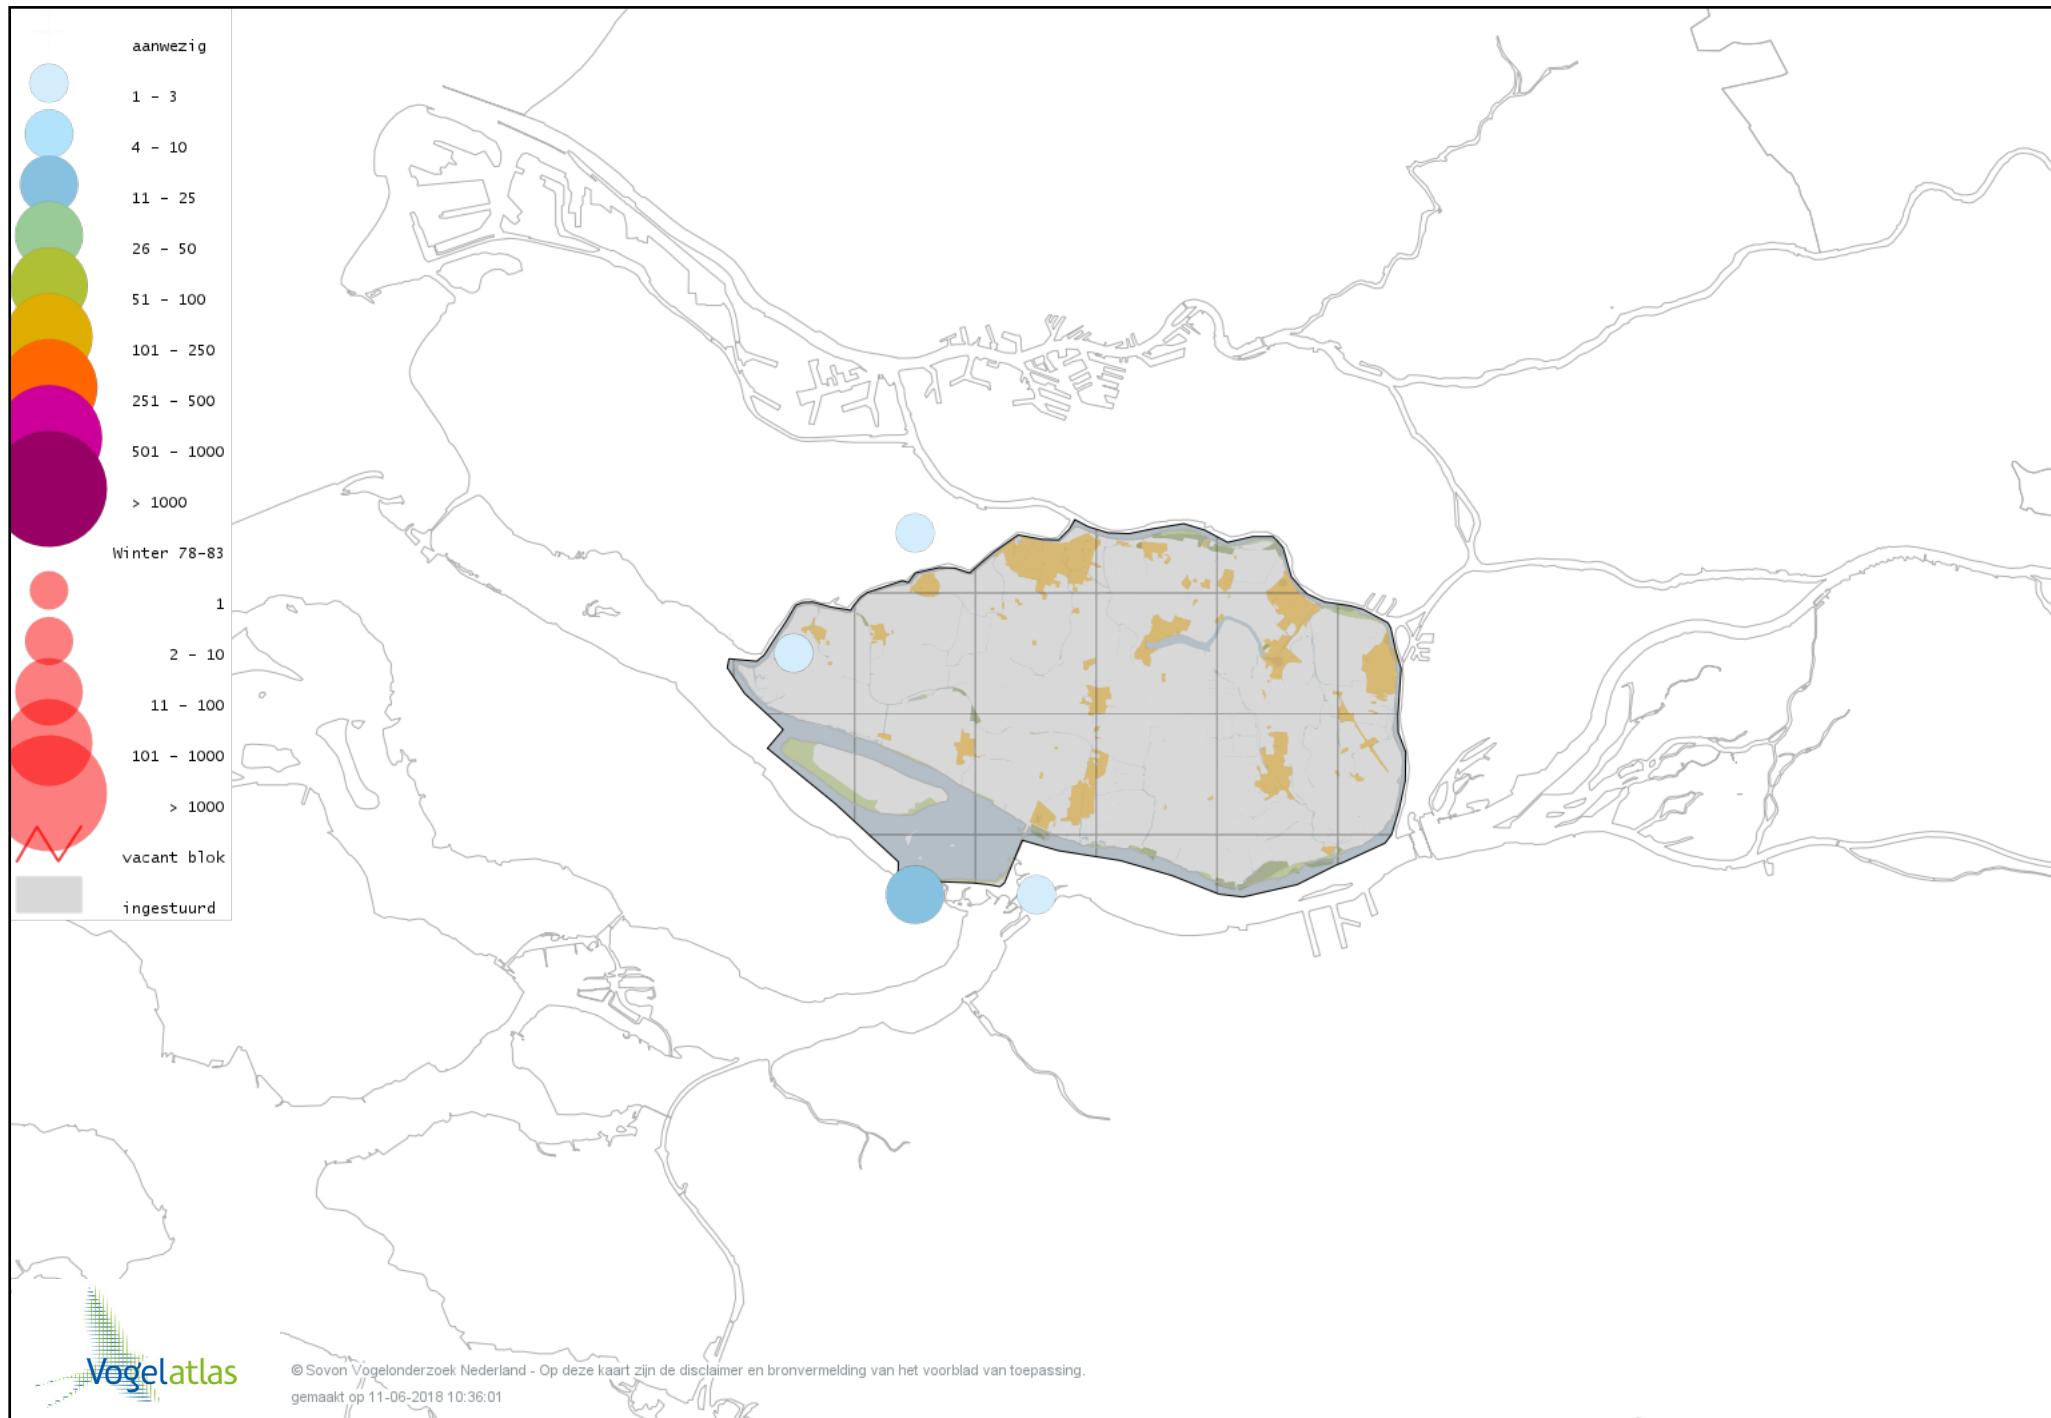 aanwezig
1 - 3
4 - 10
11 - 25
26 - 50
51 - 100
101 - 250
251 - 500
501 - 1000
> 1000
Winter 78-83
1
2 - 10
11 - 100
101 - 1000
> 1000
vacant blok
ingestuurd
Vogelatlas
© Sovon Vogelonderzoek Nederland - Op deze kaart zijn de disclaimer en bronvermelding van het voorblad van toepassing.
gemaakt op 11-06-2018 10:36:01